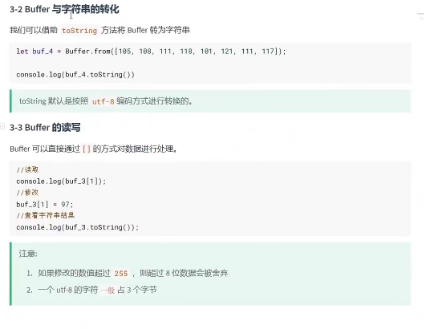 3-2 Buffer 与字符串的转化
我们可以借助 toString 方法将 Buffer 转为字符串
let buf_4 = Buffer.from([105, 108, 111, 118, 101, 121, 111, 117]);
console.log(buf_4.toString())
toString 默认是按照 utf-8 编码方式进行转换的。
3-3 Buffer 的读写
Buffer 可以直接通过 [] 的方式对数据进行处理。
//读取
console.log(buf_3[1]);
//修改
buf_3[1] = 97;
//查看字符串结果
console.log(buf_3.toString());
注意:
1. 如果修改的数值超过 255 ，则超过 8 位数据会被舍弃
2. 一个 utf-8 的字符 一般 占 3 个字节